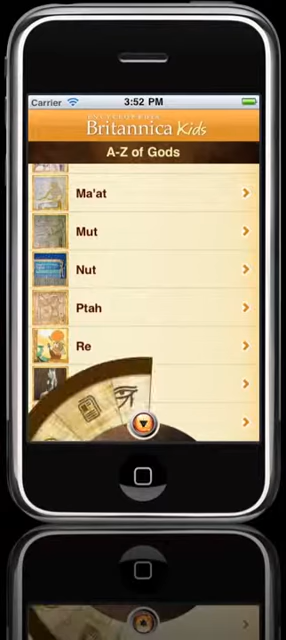 Carrier
3:52 PM
ENCYCLOPÆDIA
Britannica Kids
A-Z of Gods
Ma'at
Mut
Nut
Ptah
Re